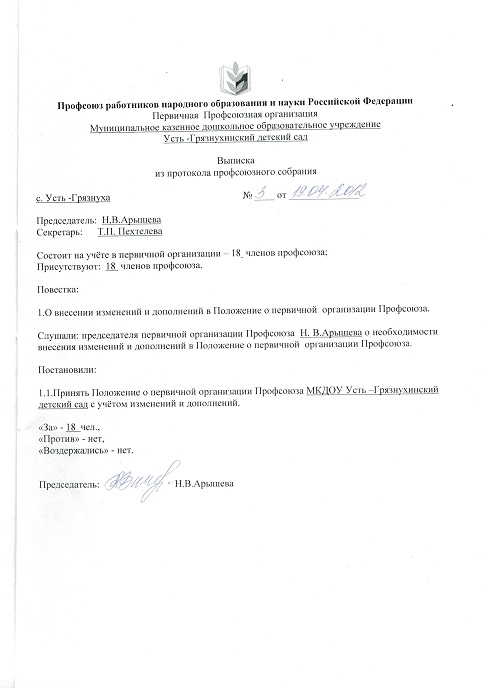 Профсоюз работников народного образования и науки Российской Федерации
Первичная Профсоюзная организация
Муниципальное казенное дошкольное образовательное учреждение
Усть -Грязнухинский детский сад
Выписка
из протокола профсоюзного собрания
с. Усть -Грязнуха № 3 от 19.04.2012
Председатель: Н.В.Арышева
Секретарь: Т.П. Пехтелева
Состоит на учёте в первичной организации – 18 членов профсоюза;
Присутствуют: 18 членов профсоюза.
Повестка:
1.О внесении изменений и дополнений в Положение о первичной организации Профсоюза.
Слушали: председателя первичной организации Профсоюза Н. В.Арышева о необходимости
внесения изменений и дополнений в Положение о первичной организации Профсоюза.
Постановили:
1.1.Принять Положение о первичной организации Профсоюза МКДОУ Усть –Грязнухинский
детский сад с учётом изменений и дополнений.
«За» - 18 чел.,
«Против» - нет,
«Воздержались» - нет.
Председатель: Н.В.Арышева